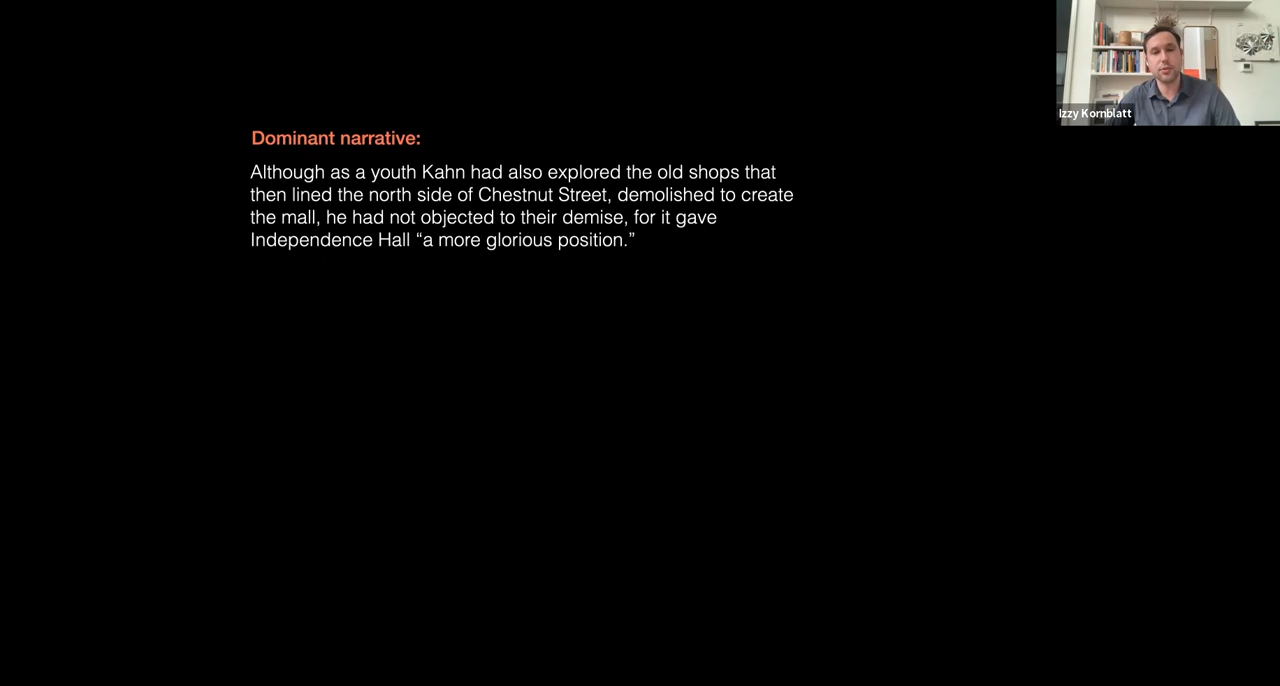 Dominant narrative:
Although as a youth Kahn had also explored the old shops that
then lined the north side of Chestnut Street, demolished to create
the mall, he had not objected to their demise, for it gave
Independence Hall “a more glorious position.”
Izzy Kornblatt